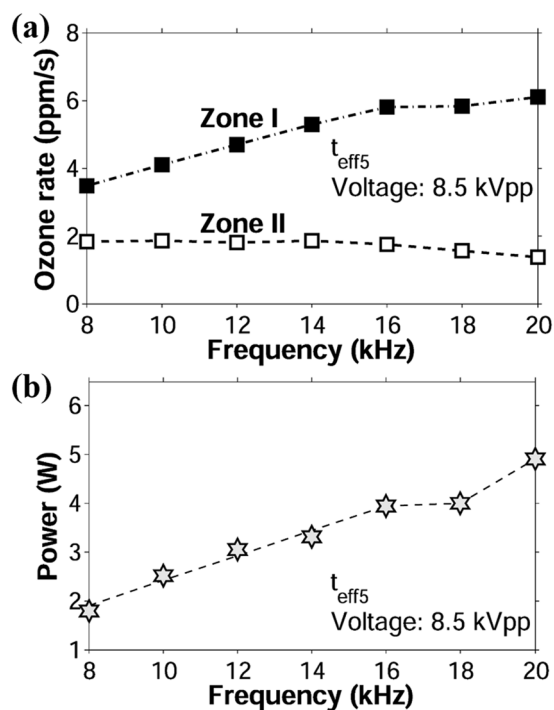 (a)
Ozone rate (ppm/s)
8
6
4
2
0
Zone I
t_eff5
Voltage: 8.5 kVpp
Zone II
8 10 12 14 16 18 20
Frequency (kHz)
(b)
Power (W)
6
5
4
3
2
1
t_eff5
Voltage: 8.5 kVpp
8 10 12 14 16 18 20
Frequency (kHz)